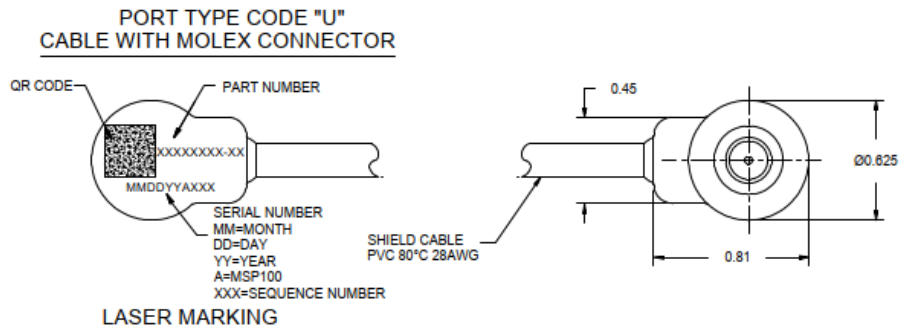 PORT TYPE CODE "U"
CABLE WITH MOLEX CONNECTOR
QR CODE
PART NUMBER
XXXXXXXX-XX
MMDDYYAXXX
SERIAL NUMBER
MM=MONTH
DD=DAY
YY=YEAR
A=MSP100
XXX=SEQUENCE NUMBER
LASER MARKING
0.45
Ø0.625
SHIELD CABLE
PVC 80°C 28AWG
0.81